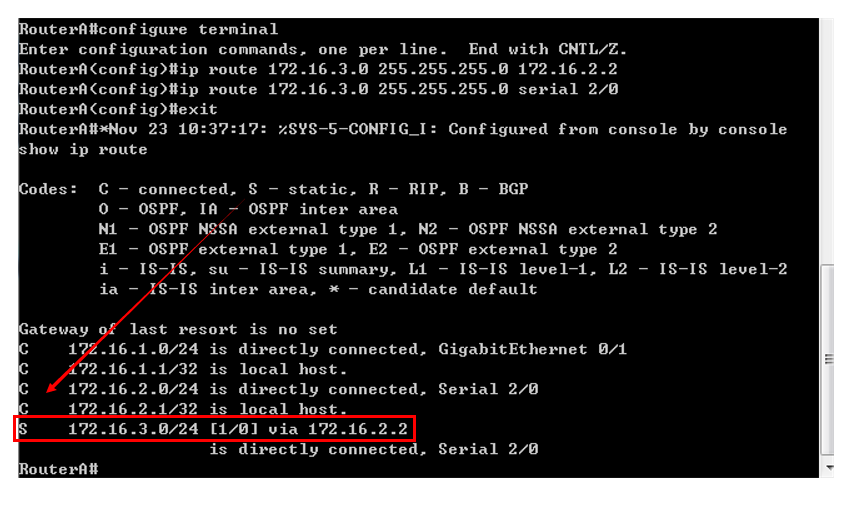 RouterA#configure terminal
Enter configuration commands, one per line.  End with CNTL/Z.
RouterA(config)#ip route 172.16.3.0 255.255.255.0 172.16.2.2
RouterA(config)#ip route 172.16.3.0 255.255.255.0 serial 2/0
RouterA(config)#exit
RouterA#*Nov 23 10:37:17: %SYS-5-CONFIG_I: Configured from console by console
show ip route
Codes:  C - connected, S - static, R - RIP, B - BGP
O - OSPF, IA - OSPF inter area
N1 - OSPF NSSA external type 1, N2 - OSPF NSSA external type 2
E1 - OSPF external type 1, E2 - OSPF external type 2
i - IS-IS, su - IS-IS summary, L1 - IS-IS level-1, L2 - IS-IS level-2
ia - IS-IS inter area, * - candidate default
Gateway of last resort is no set
C    172.16.1.0/24 is directly connected, GigabitEthernet 0/1
C    172.16.1.1/32 is local host.
C    172.16.2.0/24 is directly connected, Serial 2/0
C    172.16.2.1/32 is local host.
S    172.16.3.0/24 [1/0] via 172.16.2.2
is directly connected, Serial 2/0
RouterA#